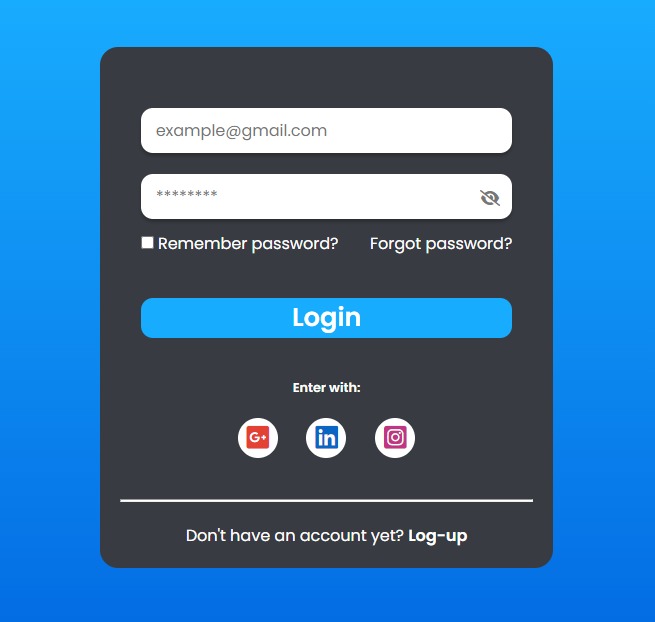 example@gmail.com
********
Remember password? Forgot password?
Login
Enter with:
G+ in
Don't have an account yet? Log-up